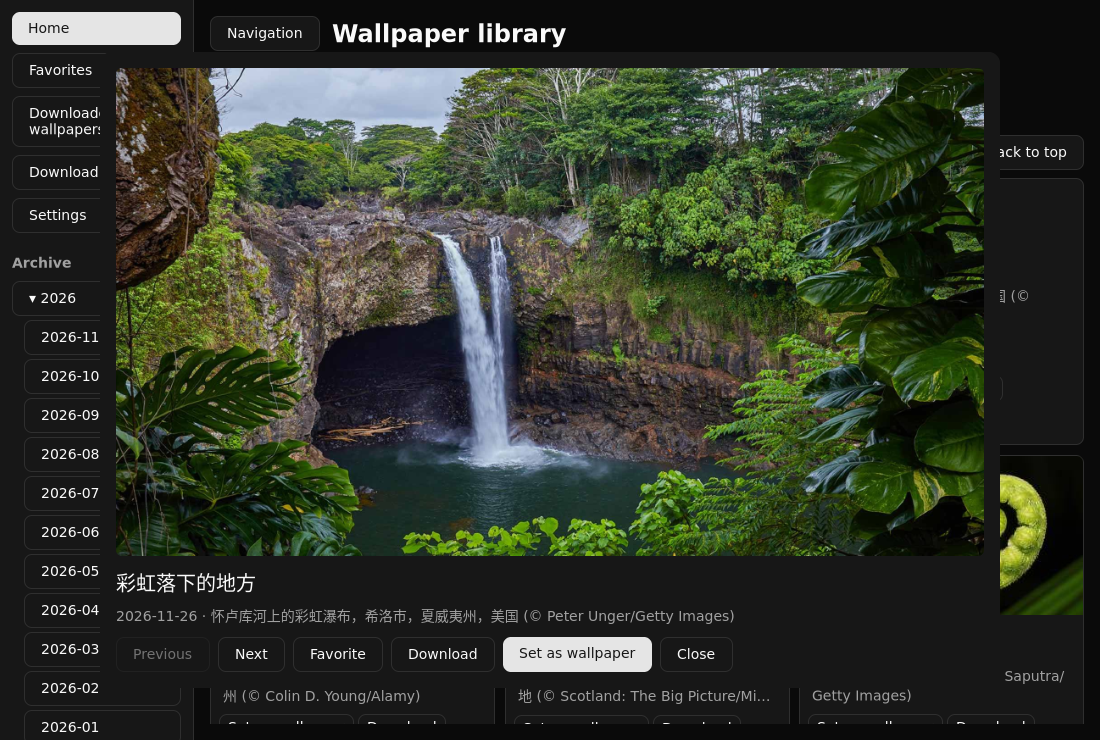 Home
Favorites
wallpapers
Download
Settings
Archive
▾ 2026
2026-11
2026-10
2026-09
2026-08
2026-07
2026-06
2026-05
2026-04
2026-03
2026-02
2026-01
Navigation
Wallpaper library
ack to top
(©
彩虹落下的地方
2026-11-26 · 怀卢库河上的彩虹瀑布，希洛市，夏威夷州，美国 (© Peter Unger/Getty Images)
Previous
Next
Favorite
Download
Set as wallpaper
Close
Saputra/
州 (© Colin D. Young/Alamy)
地 (© Scotland: The Big Picture/Mi…
Getty Images)